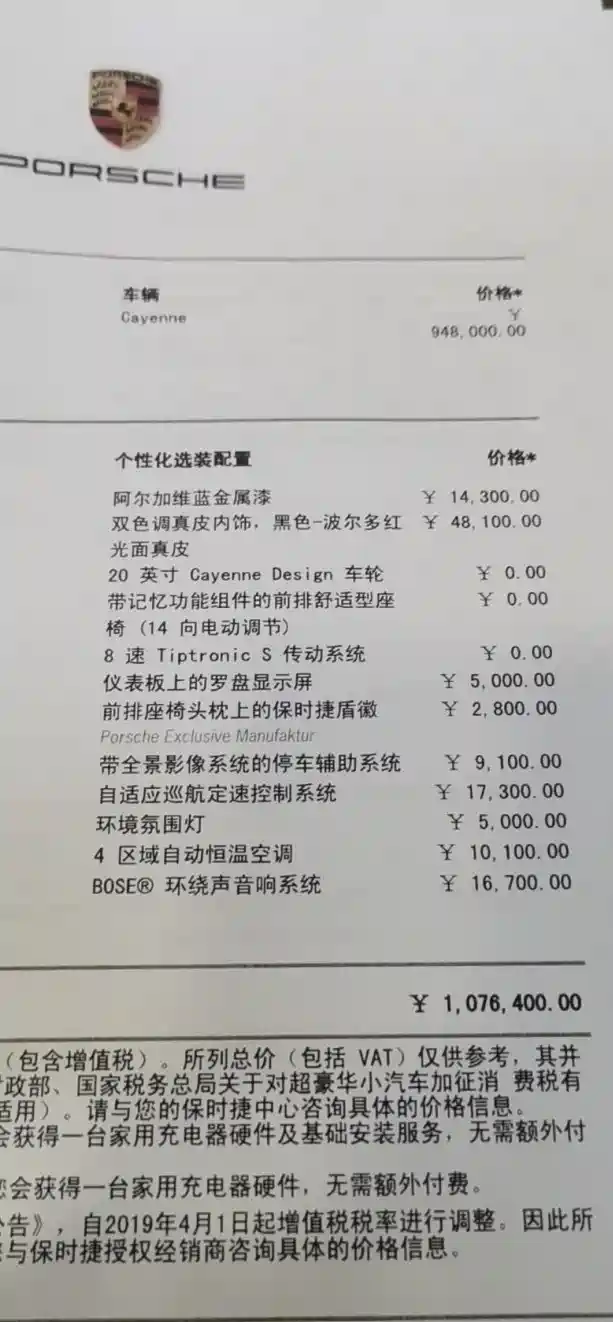 PORSCHE
PORSCHE
车辆 价格*
Cayenne ¥
948,000.00
个性化选装配置 价格*
阿尔加维蓝金属漆 ¥ 14,300.00
双色调真皮内饰，黑色-波尔多红 ¥ 48,100.00
光面真皮
20 英寸 Cayenne Design 车轮 ¥ 0.00
带记忆功能组件的前排舒适型座 ¥ 0.00
椅 (14 向电动调节)
8 速 Tiptronic S 传动系统 ¥ 0.00
仪表板上的罗盘显示屏 ¥ 5,000.00
前排座椅头枕上的保时捷盾徽 ¥ 2,800.00
Porsche Exclusive Manufaktur
带全景影像系统的停车辅助系统 ¥ 9,100.00
自适应巡航定速控制系统 ¥ 17,300.00
环境氛围灯 ¥ 5,000.00
4 区域自动恒温空调 ¥ 10,100.00
BOSE® 环绕声音响系统 ¥ 16,700.00
¥ 1,076,400.00
（包含增值税）。所列总价（包括 VAT）仅供参考，其并
政部、国家税务总局关于对超豪华小汽车加征消 费税有
适用）。请与您的保时捷中心咨询具体的价格信息。
会获得一台家用充电器硬件及基础安装服务，无需额外付
您会获得一台家用充电器硬件，无需额外付费。
公告》，自2019年4月1日起增值税税率进行调整。因此所
与保时捷授权经销商咨询具体的价格信息。